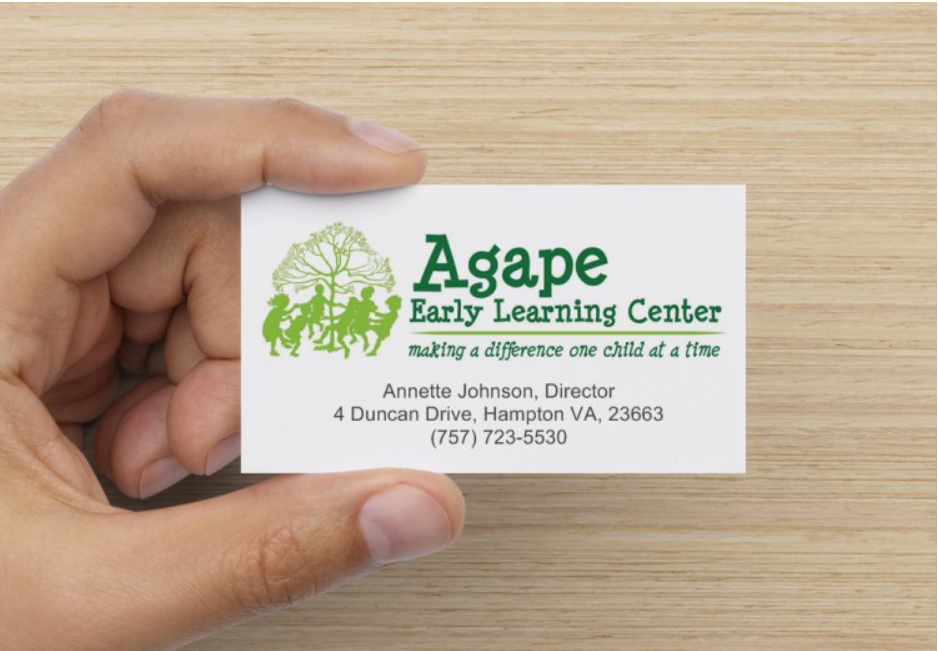 Agape
Early Learning Center
making a difference one child at a time
Annette Johnson, Director
4 Duncan Drive, Hampton VA, 23663
(757) 723-5530